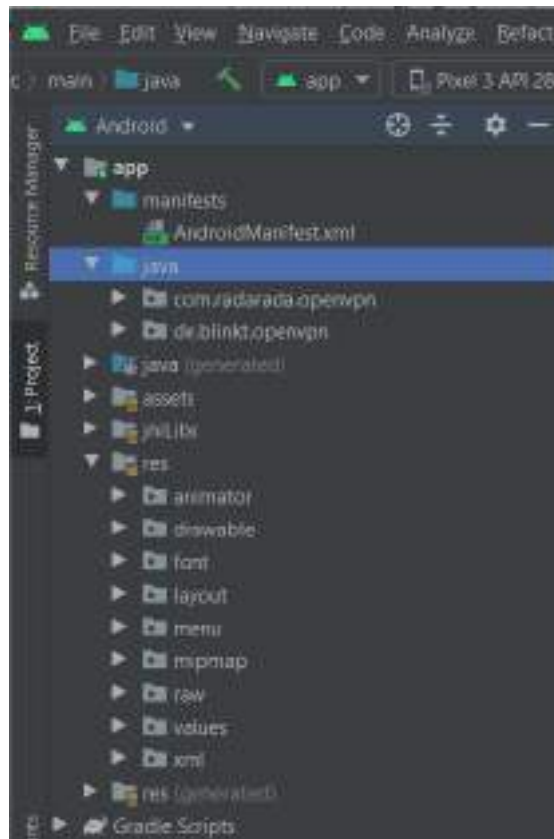 File Edit View Navigate Code Analyze Refact
c main java app Pixel 3 API 28
Android
Resource Manager
1: Project
app
manifests
AndroidManifest.xml
java
com.radarada.openvpn
de.blinkt.openvpn
java (generated)
assets
jniLibs
res
animator
drawable
font
layout
menu
mipmap
raw
values
xml
res (generated)
Gradle Scripts